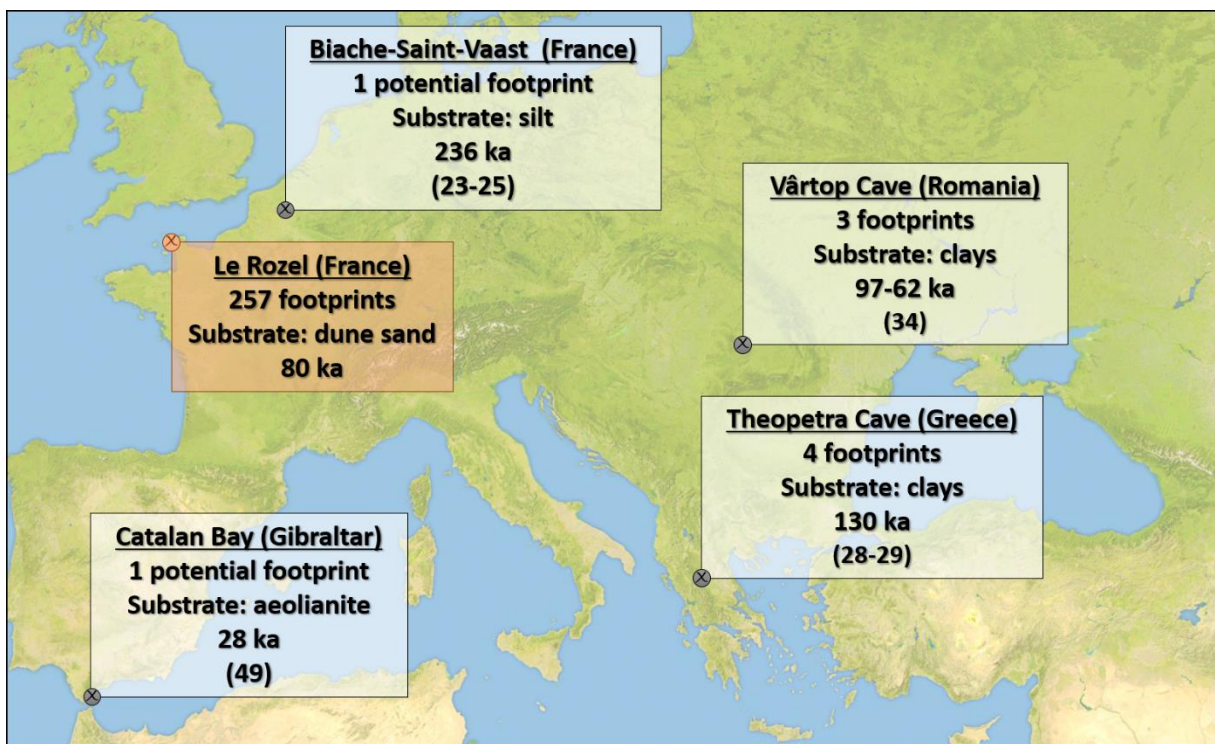 Biache-Saint-Vaast (France)
1 potential footprint
Substrate: silt
236 ka
(23-25)
Vârtop Cave (Romania)
3 footprints
Substrate: clays
97-62 ka
(34)
Le Rozel (France)
257 footprints
Substrate: dune sand
80 ka
Theopetra Cave (Greece)
4 footprints
Substrate: clays
130 ka
(28-29)
Catalan Bay (Gibraltar)
1 potential footprint
Substrate: aeolianite
28 ka
(49)